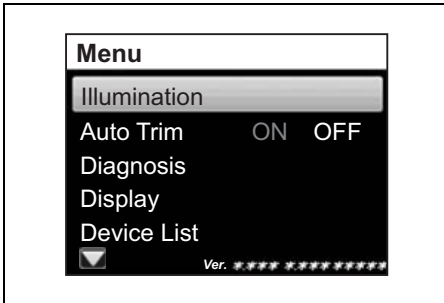 Menu
Illumination
Auto Trim ON OFF
Diagnosis
Display
Device List
Ver. *.*** *.*** *****